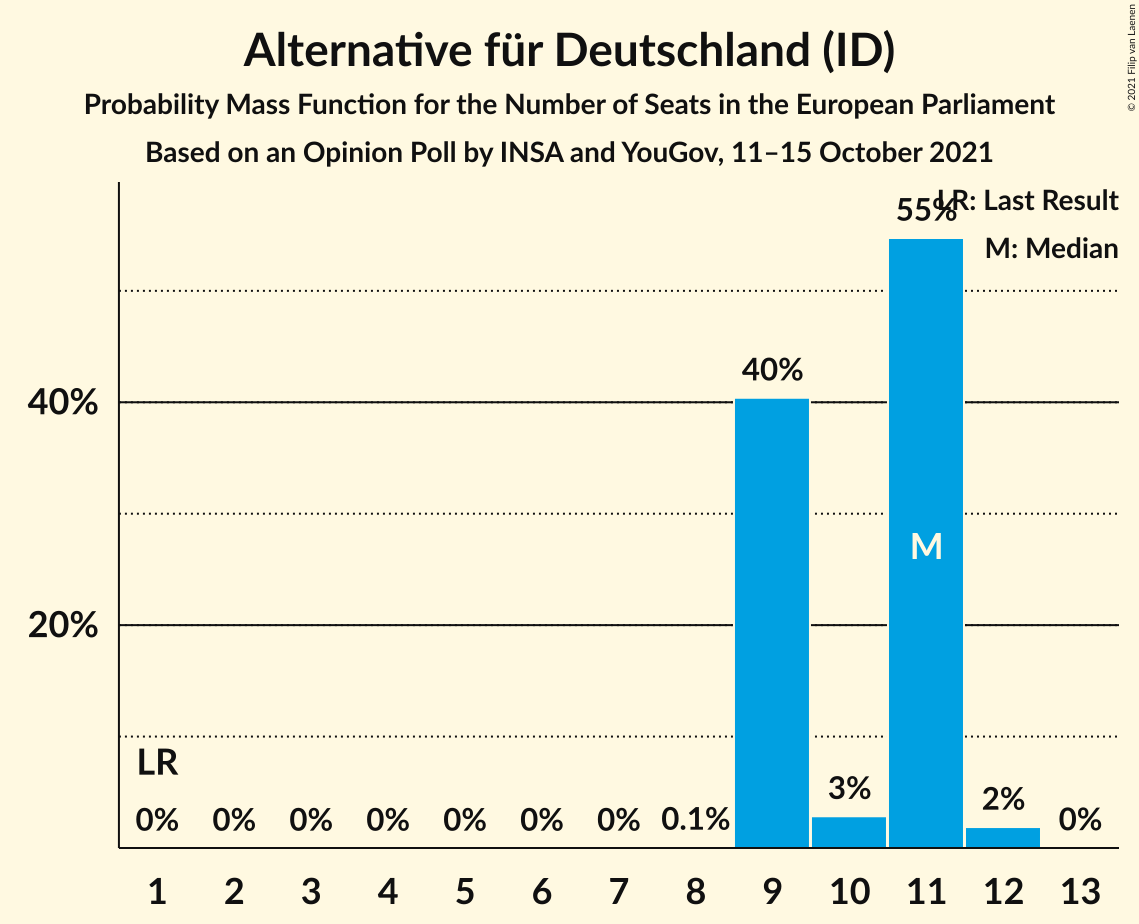 Alternative für Deutschland (ID)
Probability Mass Function for the Number of Seats in the European Parliament
Based on an Opinion Poll by INSA and YouGov, 11–15 October 2021
© 2021 Filip van Laenen
LR: Last Result
M: Median
55%
40%
40%
M
20%
LR
0% 0% 0% 0% 0% 0% 0% 0.1% 3% 2% 0%
1 2 3 4 5 6 7 8 9 10 11 12 13